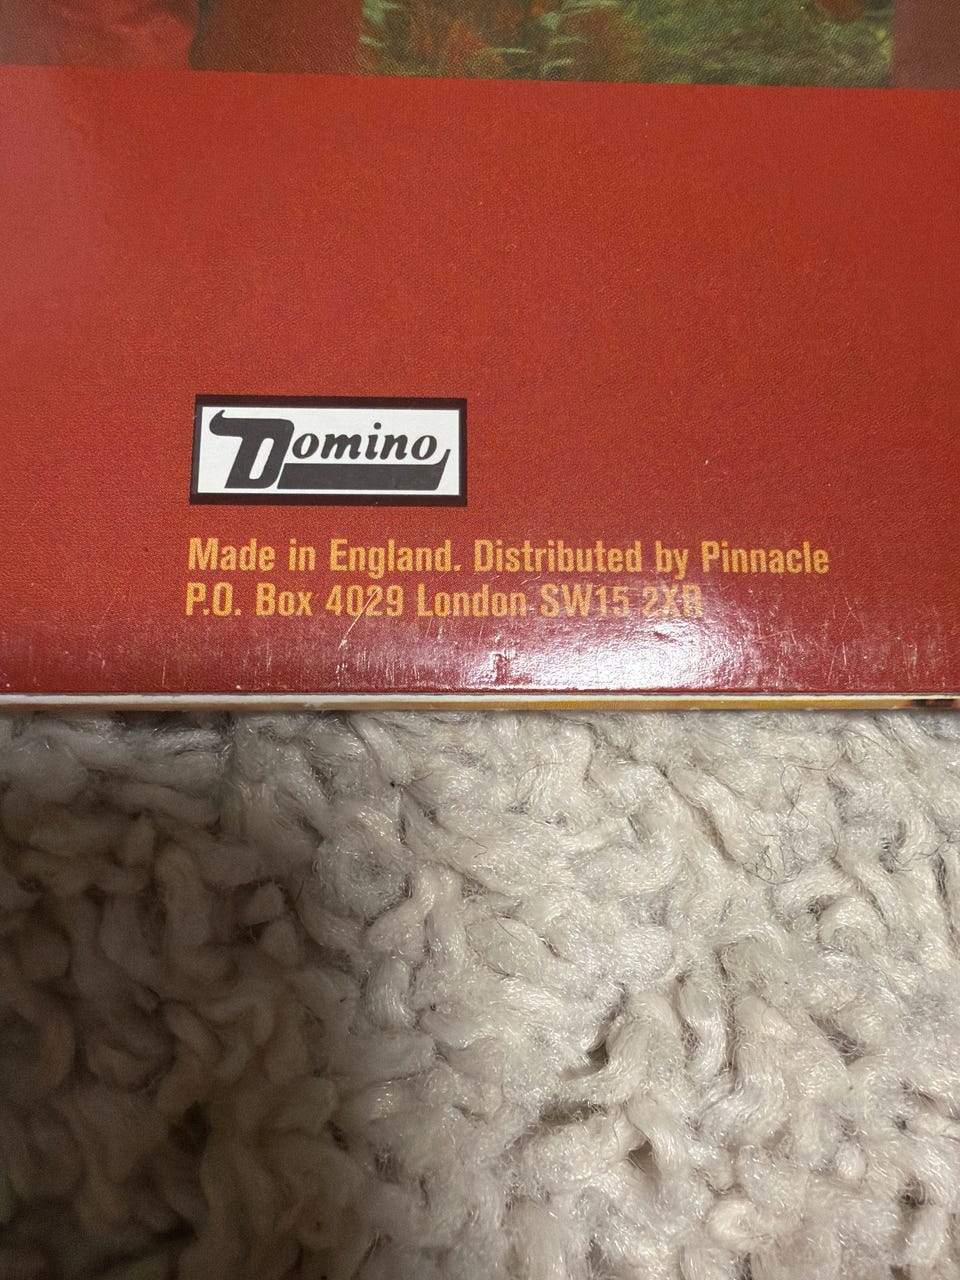 Domino
Made in England. Distributed by Pinnacle
P.O. Box 4029 London SW15 2XR